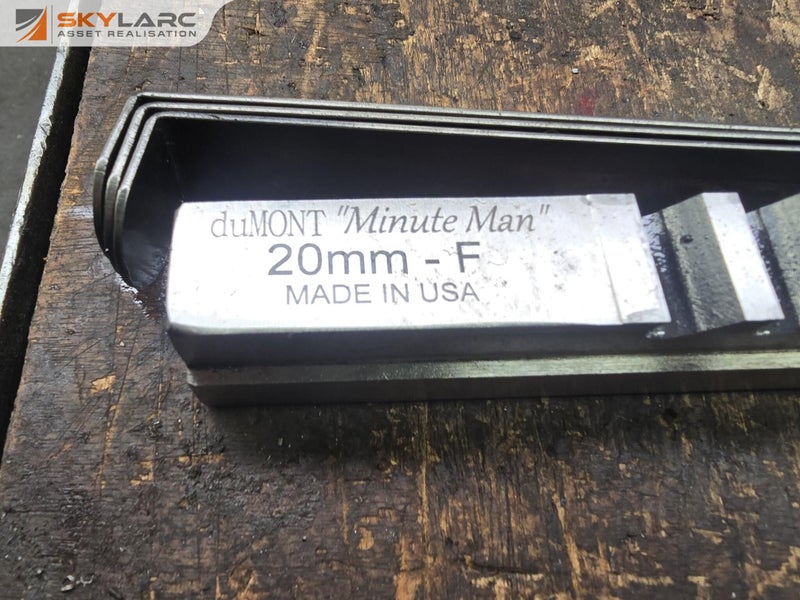 SKYLARC
ASSET REALISATION
duMONT "Minute Man"
20mm - F
MADE IN USA